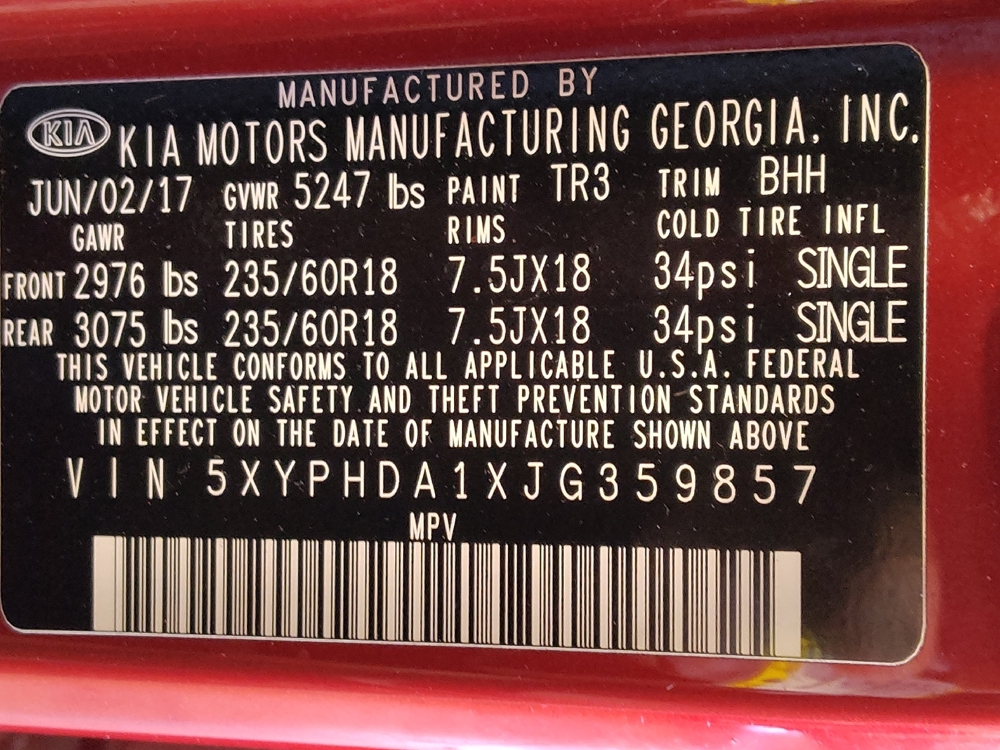 MANUFACTURED BY
KIA KIA MOTORS MANUFACTURING GEORGIA, INC.
JUN/02/17 GVWR 5247 lbs PAINT TR3 TRIM BHH
GAWR TIRES RIMS COLD TIRE INFL
FRONT 2976 lbs 235/60R18 7.5JX18 34psi SINGLE
REAR 3075 lbs 235/60R18 7.5JX18 34psi SINGLE
THIS VEHICLE CONFORMS TO ALL APPLICABLE U.S.A. FEDERAL
MOTOR VEHICLE SAFETY AND THEFT PREVENTION STANDARDS
IN EFFECT ON THE DATE OF MANUFACTURE SHOWN ABOVE
VIN 5XYPHDA1XJG359857
MPV